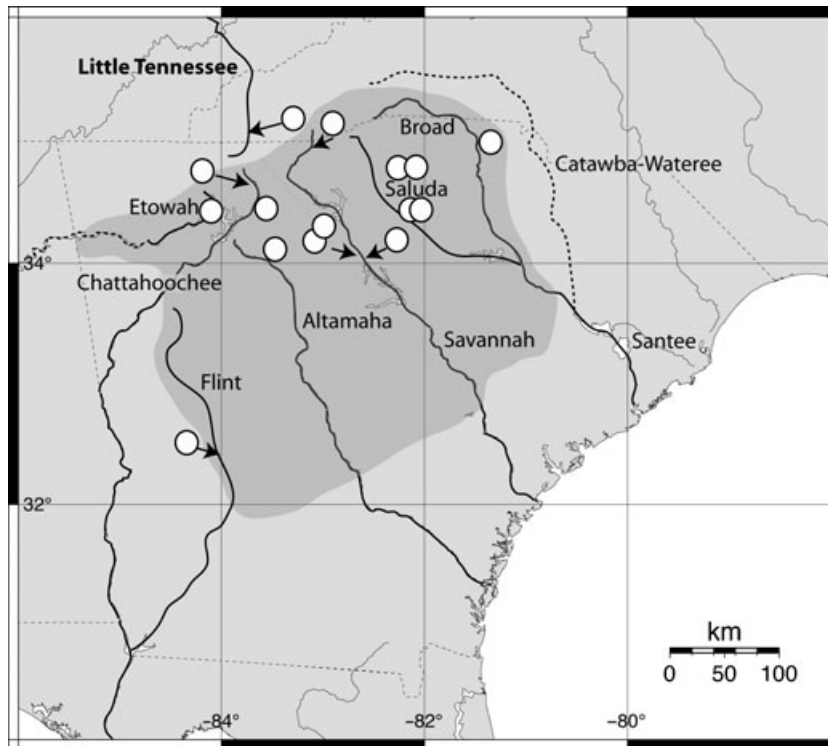 Little Tennessee
Broad
Catawba-Wateree
Saluda
Etowah
34°
Chattahoochee
Altamaha
Savannah
Santee
Flint
32°
km
0 50 100
-84° -82° -80°